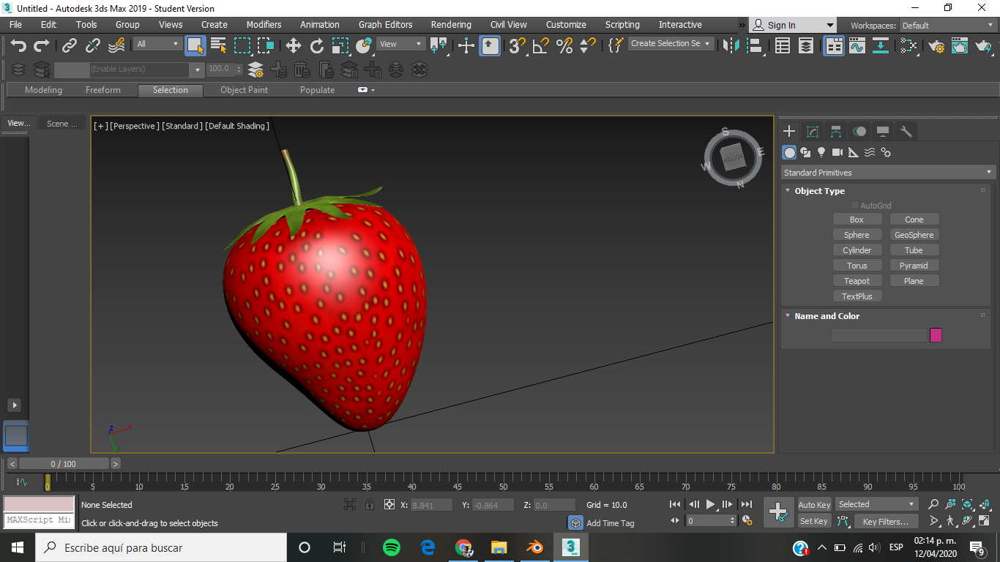 Untitled - Autodesk 3ds Max 2019 - Student Version
File Edit Tools Group Views Create Modifiers Animation Graph Editors Rendering Civil View Customize Scripting Interactive » Sign In Workspaces: Default
All View Create Selection Se
(Enable Layers) 100.0
Modeling Freeform Selection Object Paint Populate
View... Scene ...
[+] [Perspective ] [Standard ] [Default Shading ]
S
E
W
N
BOTTOM
Standard Primitives
Object Type
AutoGrid
Box Cone
Sphere GeoSphere
Cylinder Tube
Torus Pyramid
Teapot Plane
TextPlus
Name and Color
z x
y
< 0 / 100 >
0 5 10 15 20 25 30 35 40 45 50 55 60 65 70 75 80 85 90 95 100
None Selected X: 8.841 Y: -0.864 Z: 0.0 Grid = 10.0 Auto Key Selected
MAXScript Mi
Click or click-and-drag to select objects Add Time Tag 0 Set Key Key Filters...
Escribe aquí para buscar
3
MAX
ESP
02:14 p. m.
12/04/2020
9